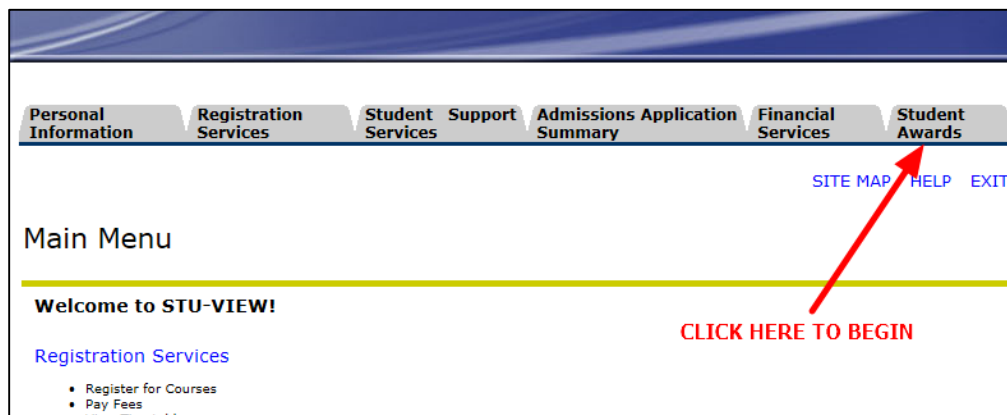 Personal Information
Registration Services
Student Support Services
Admissions Application Summary
Financial Services
Student Awards
SITE MAP HELP EXIT
Main Menu
Welcome to STU-VIEW!
CLICK HERE TO BEGIN
Registration Services
• Register for Courses
• Pay Fees